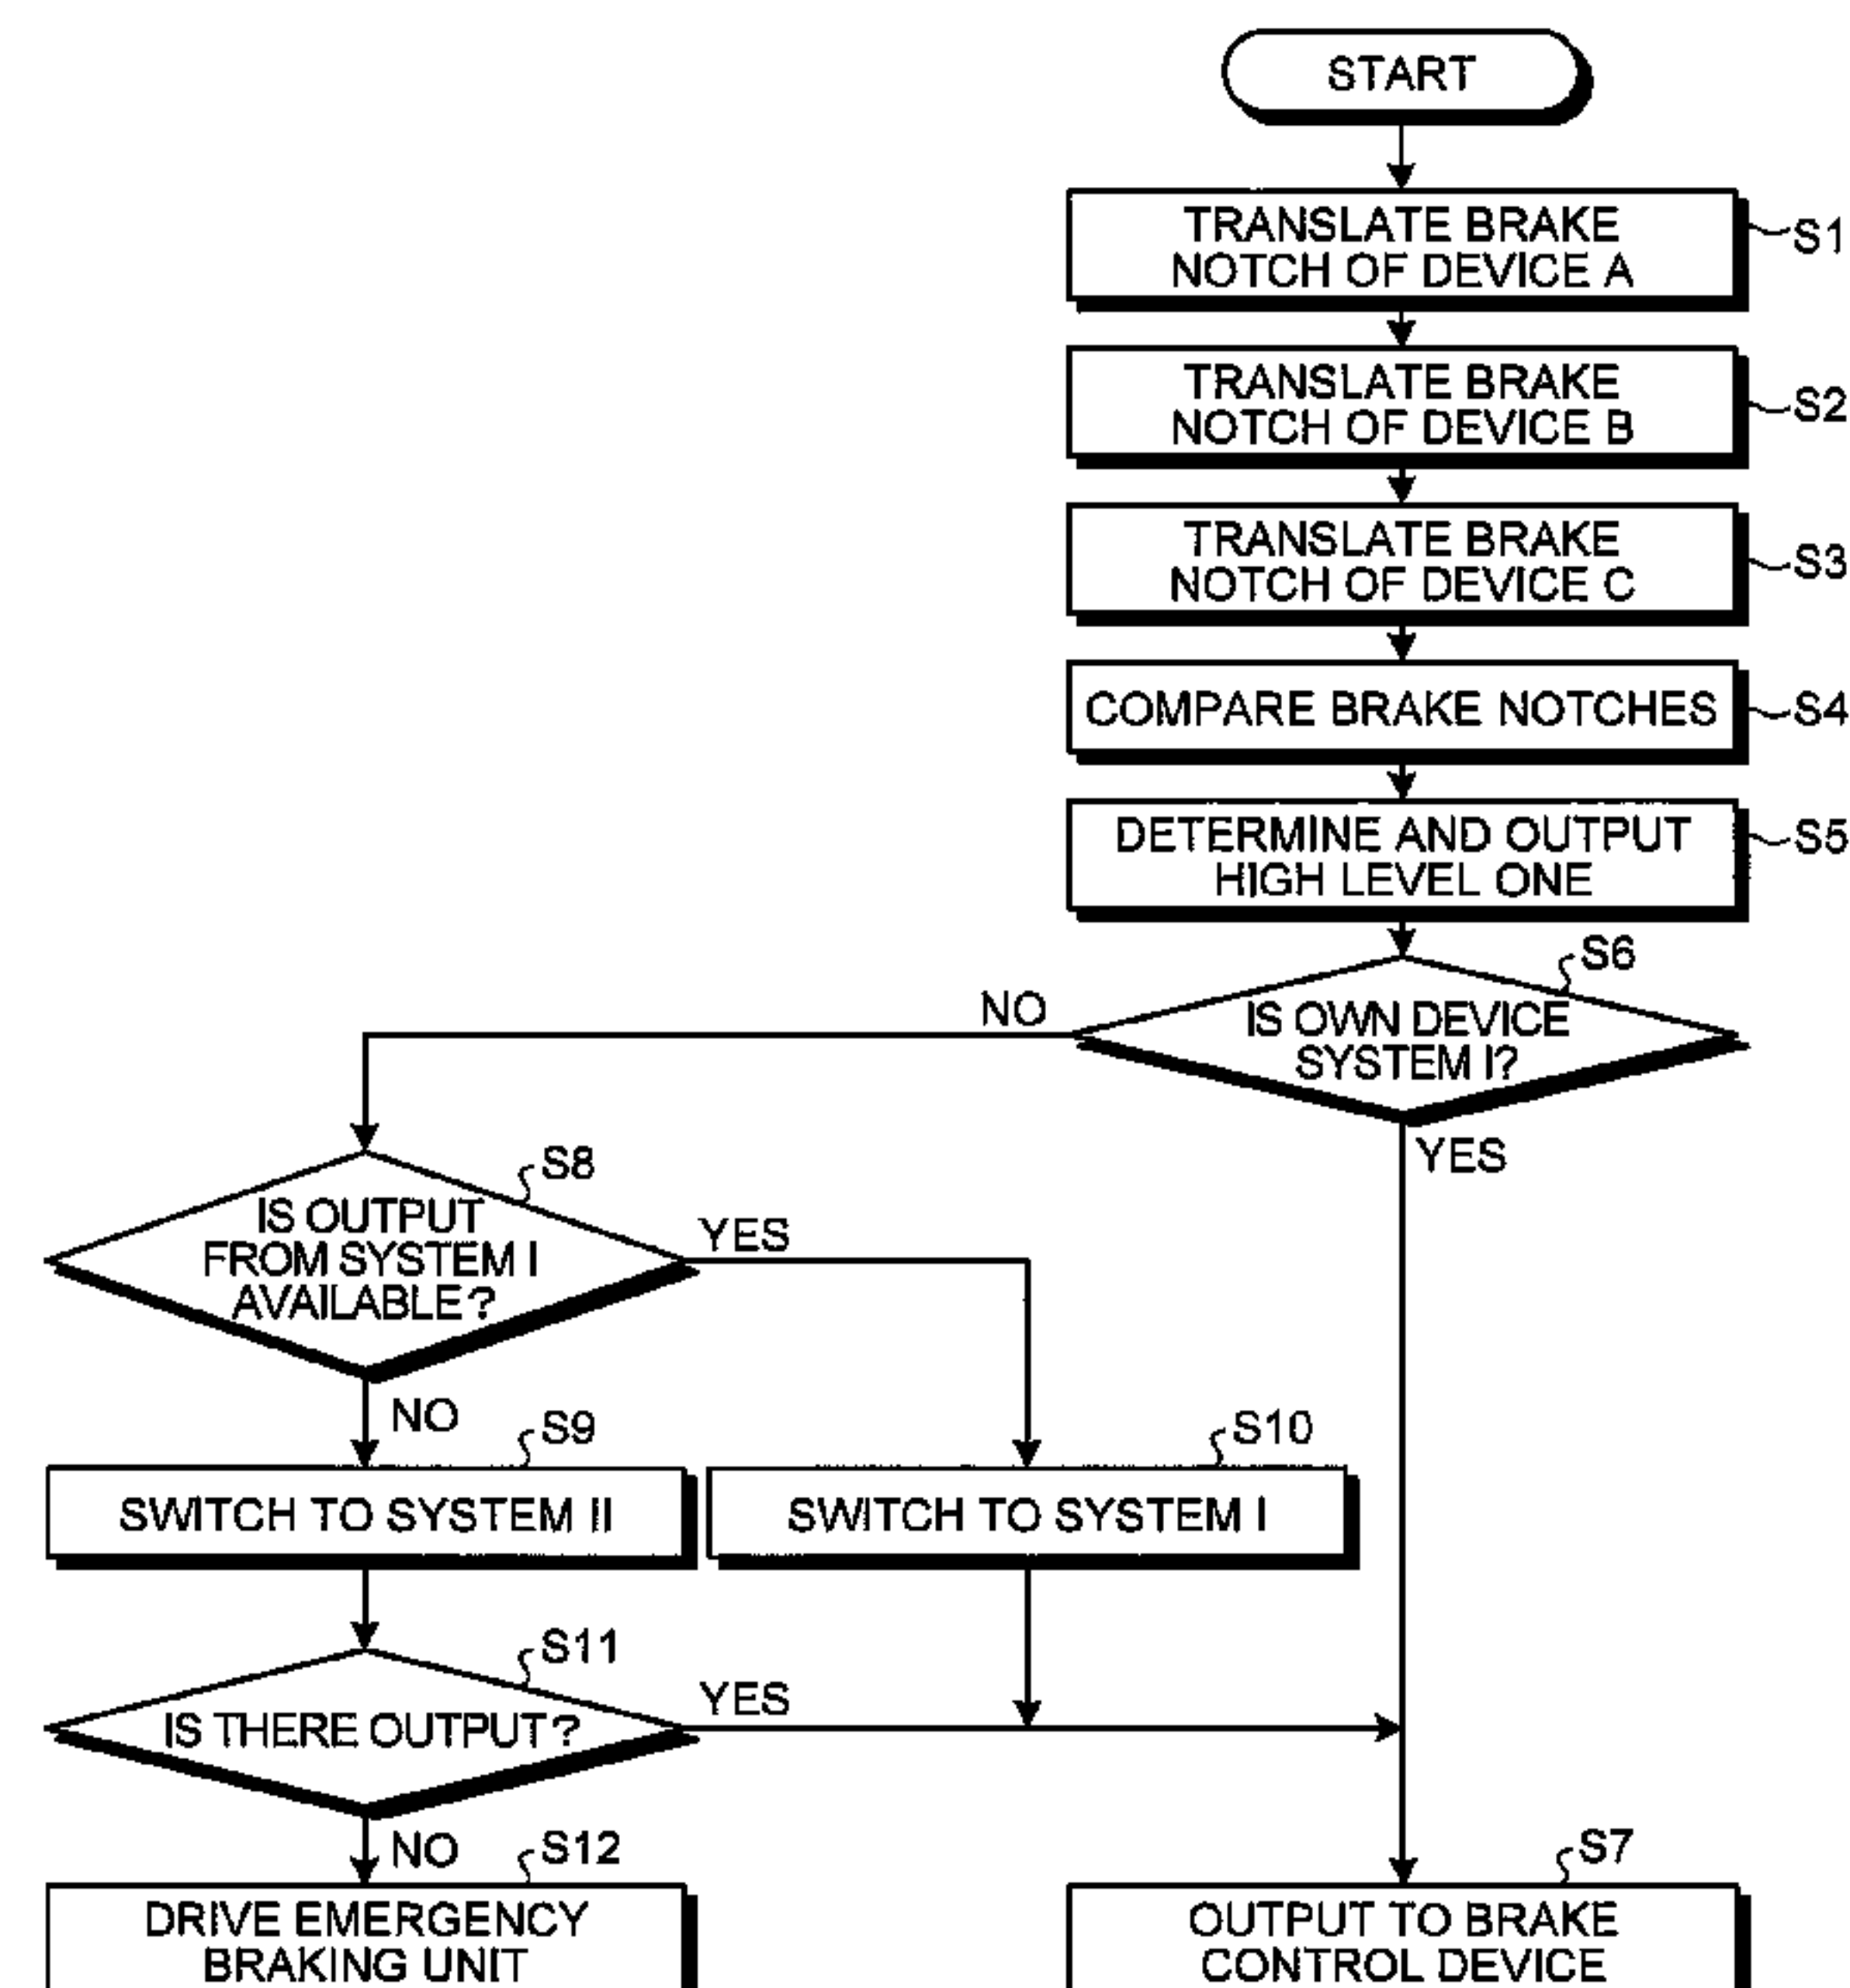 START
TRANSLATE BRAKE
NOTCH OF DEVICE A
S1
TRANSLATE BRAKE
NOTCH OF DEVICE B
S2
TRANSLATE BRAKE
NOTCH OF DEVICE C
S3
COMPARE BRAKE NOTCHES
S4
DETERMINE AND OUTPUT
HIGH LEVEL ONE
S5
S6
IS OWN DEVICE
SYSTEM I?
NO
YES
S8
IS OUTPUT
FROM SYSTEM I
AVAILABLE?
YES
NO
S9
SWITCH TO SYSTEM II
S10
SWITCH TO SYSTEM I
S11
IS THERE OUTPUT?
YES
NO
S12
DRIVE EMERGENCY
BRAKING UNIT
S7
OUTPUT TO BRAKE
CONTROL DEVICE